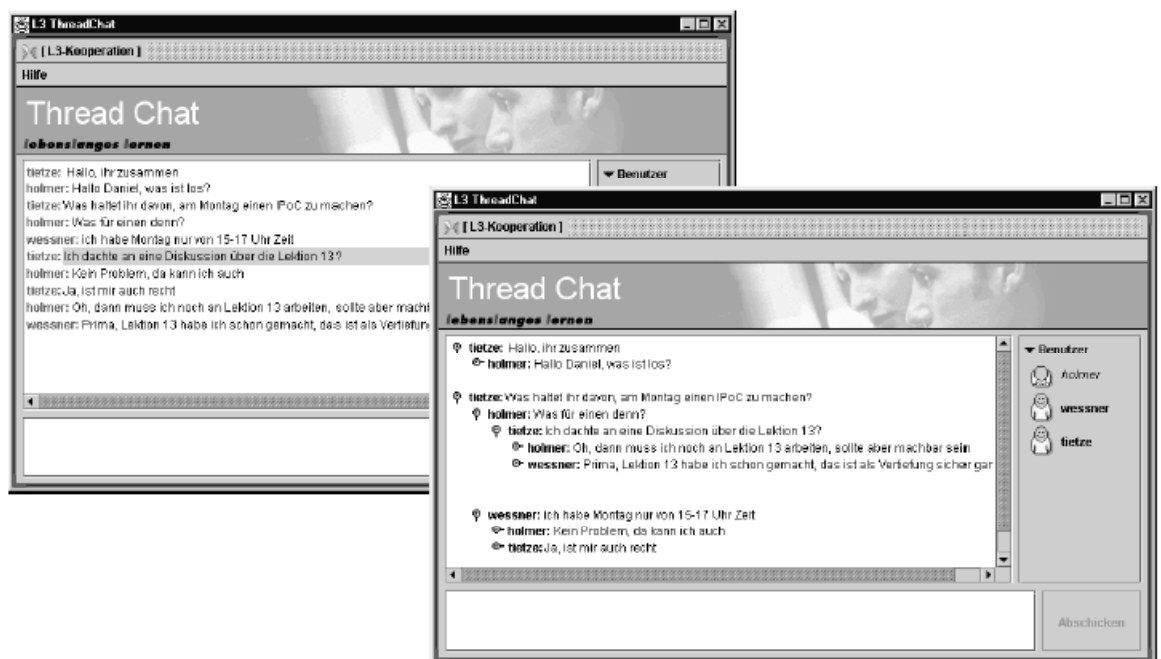 L3 ThreadChat
[ L3-Kooperation ]
Hilfe
Thread Chat
lebenslanges lernen
tietze: Hallo, ihr zusammen
holmer: Hallo Daniel, was ist los?
tietze: Was haltet ihr davon, am Montag einen IPoC zu machen?
holmer: Was für einen denn?
wessner: ich habe Montag nur von 15-17 Uhr Zeit
tietze: Ich dachte an eine Diskussion über die Lektion 13?
holmer: Kein Problem, da kann ich auch
tietze: Ja, ist mir auch recht
holmer: Oh, dann muss ich noch an Lektion 13 arbeiten, sollte aber machl
wessner: Prima, Lektion 13 habe ich schon gemacht, das ist als Vertiefung
Benutzer
L3 ThreadChat
[ L3-Kooperation ]
Hilfe
Thread Chat
lebenslanges lernen
tietze: Hallo, ihr zusammen
holmer: Hallo Daniel, was ist los?
tietze: Was haltet ihr davon, am Montag einen IPoC zu machen?
holmer: Was für einen denn?
tietze: Ich dachte an eine Diskussion über die Lektion 13?
holmer: Oh, dann muss ich noch an Lektion 13 arbeiten, sollte aber machbar sein
wessner: Prima, Lektion 13 habe ich schon gemacht, das ist als Vertiefung sicher gar
wessner: ich habe Montag nur von 15-17 Uhr Zeit
holmer: Kein Problem, da kann ich auch
tietze: Ja, ist mir auch recht
Benutzer
holmer
wessner
tietze
Abschicken